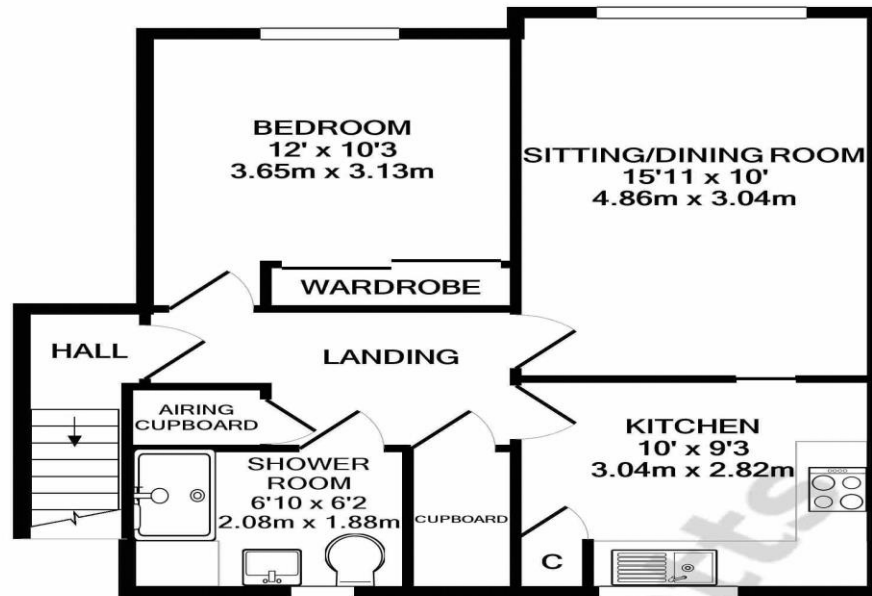 BEDROOM
12' x 10'3
3.65m x 3.13m
SITTING/DINING ROOM
15'11 x 10'
4.86m x 3.04m
WARDROBE
HALL
LANDING
AIRING
CUPBOARD
KITCHEN
10' x 9'3
3.04m x 2.82m
SHOWER
ROOM
6'10 x 6'2
2.08m x 1.88m
CUPBOARD
C